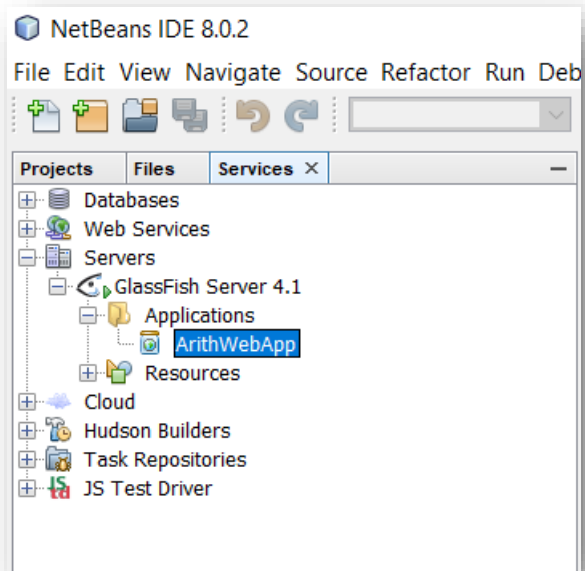 NetBeans IDE 8.0.2
File Edit View Navigate Source Refactor Run Deb
Projects Files Services
Databases
Web Services
Servers
GlassFish Server 4.1
Applications
ArithWebApp
Resources
Cloud
Hudson Builders
Task Repositories
JS Test Driver